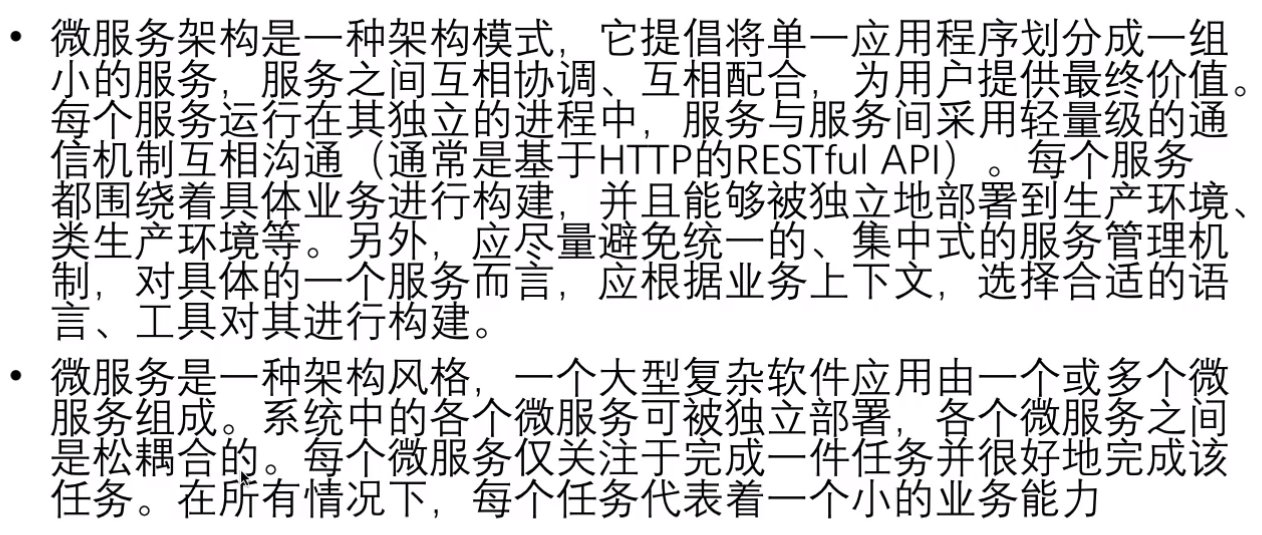 • 微服务架构是一种架构模式，它提倡将单一应用程序划分成一组
小的服务，服务之间互相协调、互相配合，为用户提供最终价值。
每个服务运行在其独立的进程中，服务与服务间采用轻量级的通
信机制互相沟通（通常是基于HTTP的RESTful API）。每个服务
都围绕着具体业务进行构建，并且能够被独立地部署到生产环境、
类生产环境等。另外，应尽量避免统一的、集中式的服务管理机
制，对具体的一个服务而言，应根据业务上下文，选择合适的语
言、工具对其进行构建。
• 微服务是一种架构风格，一个大型复杂软件应用由一个或多个微
服务组成。系统中的各个微服务可被独立部署，各个微服务之间
是松耦合的。每个微服务仅关注于完成一件任务并很好地完成该
任务。在所有情况下，每个任务代表着一个小的业务能力